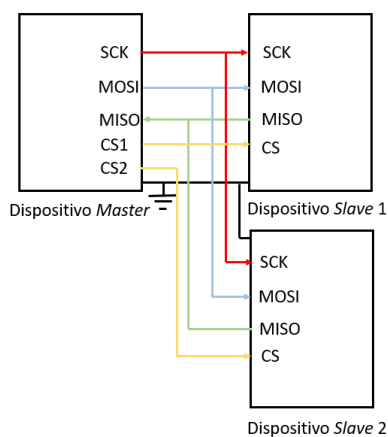 SCK
MOSI
MISO
CS1
CS2
Dispositivo Master
SCK
MOSI
MISO
CS
Dispositivo Slave 1
SCK
MOSI
MISO
CS
Dispositivo Slave 2